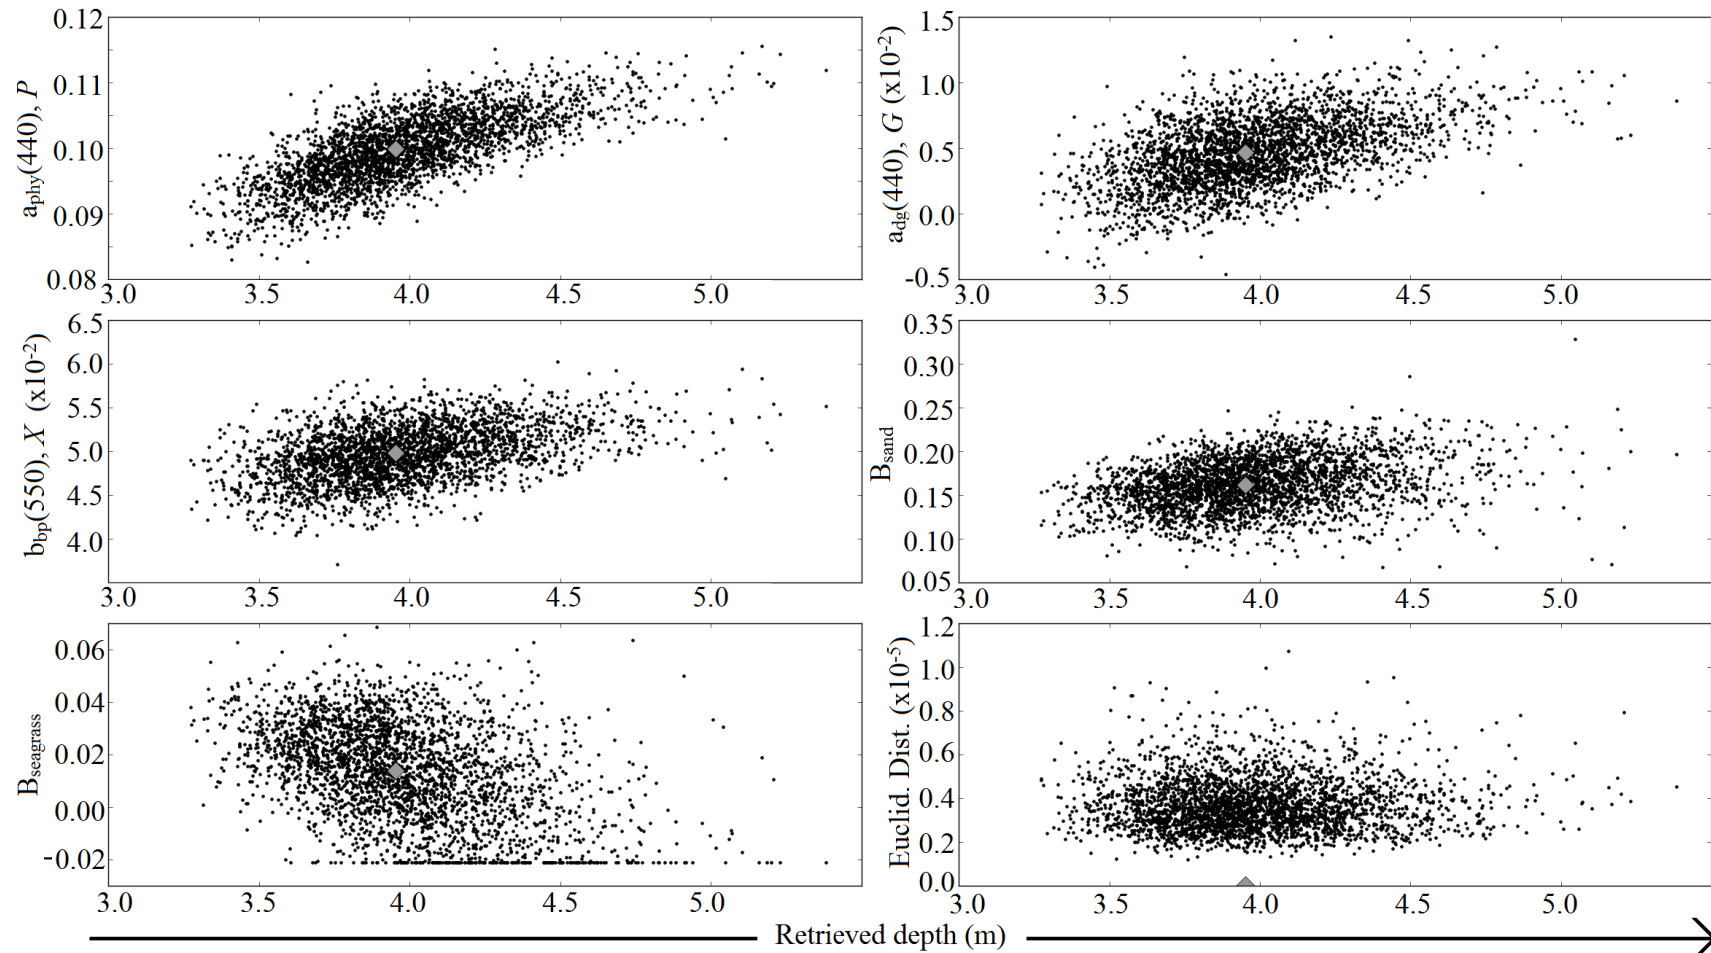 0.12
0.11
0.10
0.09
0.08
aphy(440), P
3.0 3.5 4.0 4.5 5.0
1.5
1.0
0.5
0.0
-0.5
adg(440), G (x10-2)
3.0 3.5 4.0 4.5 5.0
6.5
6.0
5.5
5.0
4.5
4.0
bbp(550), X (x10-2)
3.0 3.5 4.0 4.5 5.0
0.35
0.30
0.25
0.20
0.15
0.10
0.05
Bsand
3.0 3.5 4.0 4.5 5.0
0.06
0.04
0.02
0.00
-0.02
Bseagrass
3.0 3.5 4.0 4.5 5.0
1.2
1.0
0.8
0.6
0.4
0.2
0.0
Euclid. Dist. (x10-5)
3.0 3.5 4.0 4.5 5.0
Retrieved depth (m)